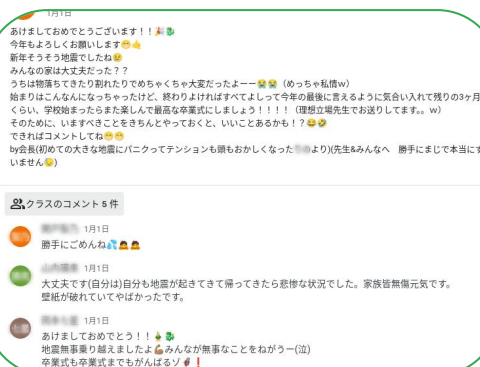 1月1日
あけましておめでとうございます！！🎉🐉
今年もよろしくお願いします😁🤙
新年そうそう地震でしたね😢
みんなの家は大丈夫だった？？
うちは物落ちてきたり割れたりでめちゃくちゃ大変だったよーー😭😭（めっちゃ私情w）
始まりはこんなんになっちゃったけど、終わりよければすべてよしって今年の最後に言えるように気合い入れて残りの3ヶ月
くらい、学校始まったらまた楽しんで最高な卒業式にしましょう！！！！（理想立場先生でお送りしてます。。w）
そのために、いますべきことをきちんとやっておくと、いいことあるかも！？😂🤣
できればコメントしてね😁😁
by会長(初めての大きな地震にパニクってテンションも頭もおかしくなった より)(先生&みんなへ 勝手にまじで本当に
いません😥)
クラスのコメント 5 件
1月1日
勝手にごめんね💦🙇🙇
1月1日
大丈夫です(自分は)自分も地震が起きてきて帰ってきたら悲惨な状況でした。家族皆無傷元気です。
壁紙が破れていてやばかったです。
七星
1月1日
あけましておめでとう！！🎍🐉
地震無事乗り越えましたよ💪みんなが無事なことをねがうー(泣)
卒業式も卒業式までもがんばるゾ❗